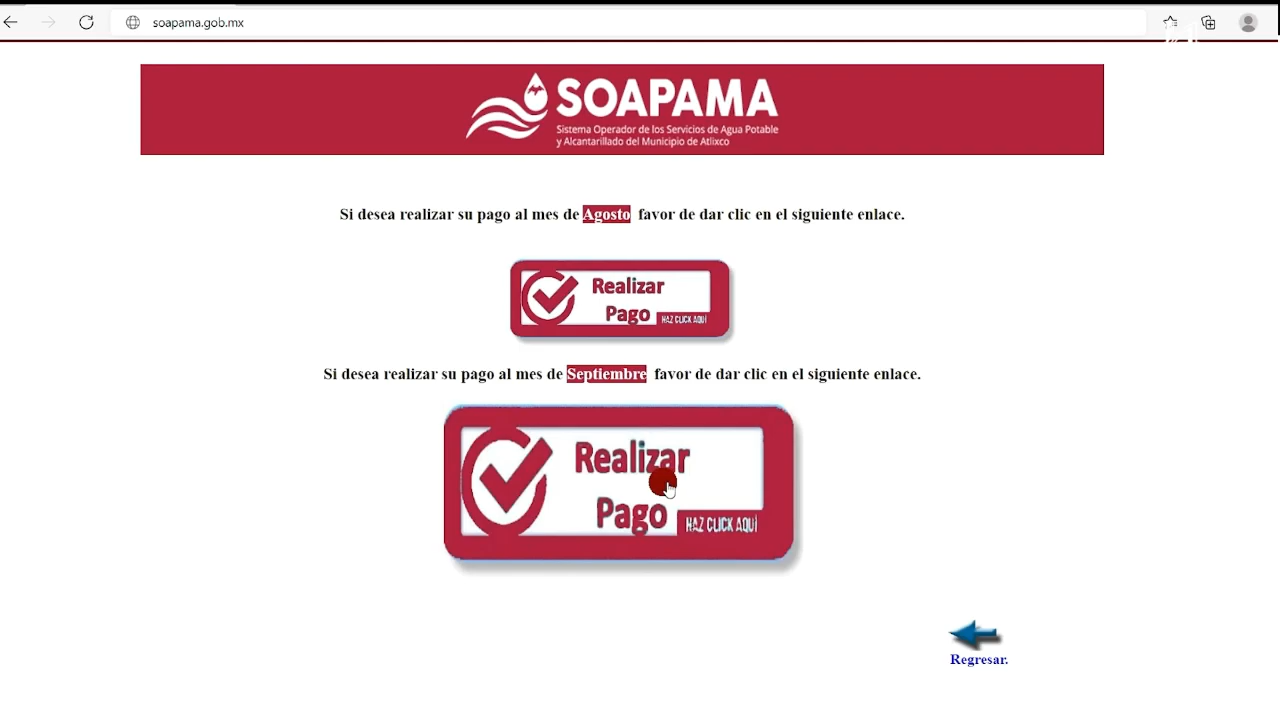 soapama.gob.mx
SOAPAMA
Sistema Operador de los Servicios de Agua Potable
y Alcantarillado del Municipio de Atlixco
Si desea realizar su pago al mes de Agosto favor de dar clic en el siguiente enlace.
Realizar
Pago
HAZ CLICK AQUÍ
Si desea realizar su pago al mes de Septiembre favor de dar clic en el siguiente enlace.
Realizar
Pago
HAZ CLICK AQUÍ
Regresar.